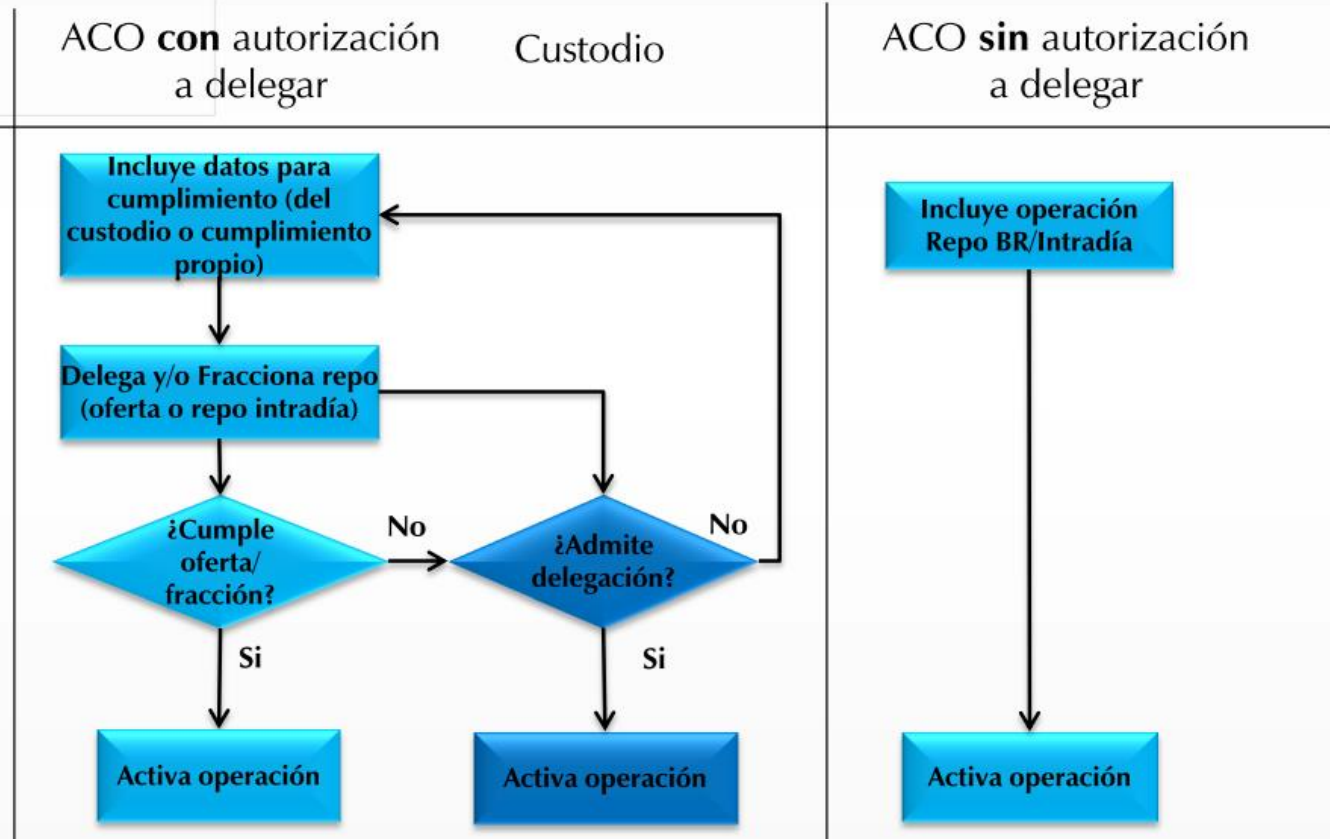 ACO con autorización
a delegar
Custodio
ACO sin autorización
a delegar
Incluye datos para
cumplimiento (del
custodio o cumplimiento
propio)
Incluye operación
Repo BR/Intradía
Delega y/o Fracciona repo
(oferta o repo intradía)
¿Cumple
oferta/
fracción?
No
¿Admite
delegación?
No
Si
Si
Activa operación
Activa operación
Activa operación